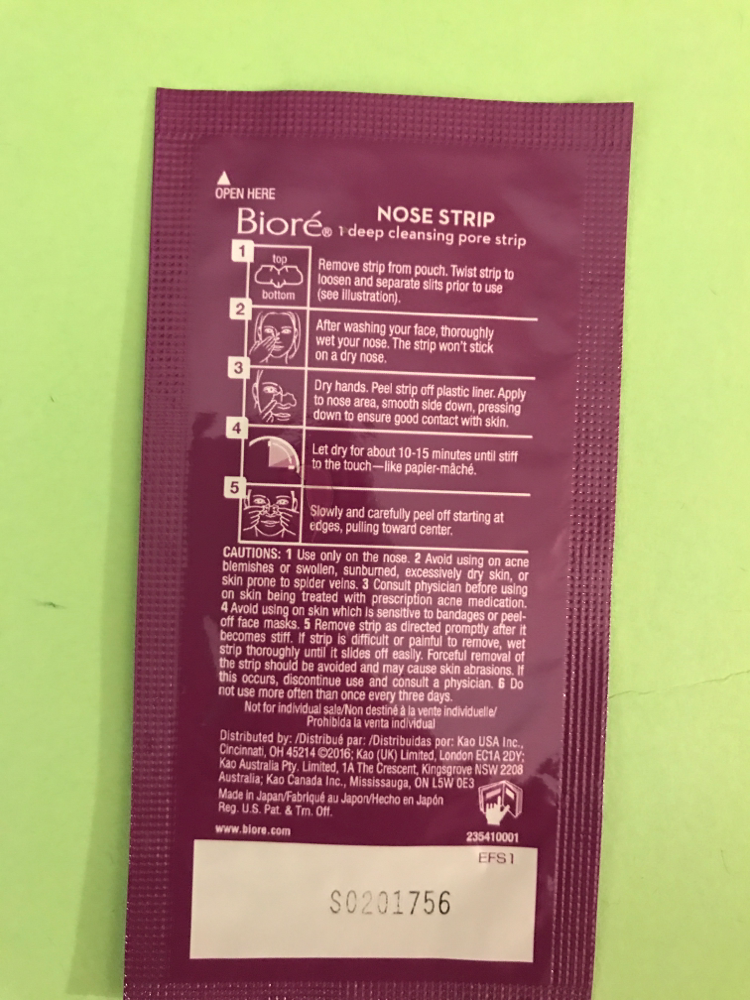 OPEN HERE
NOSE STRIP
Bioré® 1 deep cleansing pore strip
1
top
bottom
Remove strip from pouch. Twist strip to
loosen and separate slits prior to use
(see illustration).
2
After washing your face, thoroughly
wet your nose. The strip won't stick
on a dry nose.
3
Dry hands. Peel strip off plastic liner. Apply
to nose area, smooth side down, pressing
down to ensure good contact with skin.
4
Let dry for about 10-15 minutes until stiff
to the touch—like papier-mâché.
5
Slowly and carefully peel off starting at
edges, pulling toward center.
CAUTIONS: 1 Use only on the nose. 2 Avoid using on acne
blemishes or swollen, sunburned, excessively dry skin, or
skin prone to spider veins. 3 Consult physician before using
on skin being treated with prescription acne medication.
4 Avoid using on skin which is sensitive to bandages or peel-
off face masks. 5 Remove strip as directed promptly after it
becomes stiff. If strip is difficult or painful to remove, wet
strip thoroughly until it slides off easily. Forceful removal of
the strip should be avoided and may cause skin abrasions. If
this occurs, discontinue use and consult a physician. 6 Do
not use more often than once every three days.
Not for individual sale/Non destiné à la vente individuelle/
Prohibida la venta individual
Distributed by: /Distribué par: /Distribuidas por: Kao USA Inc.,
Cincinnati, OH 45214 ©2016; Kao (UK) Limited, London EC1A 2DY;
Kao Australia Pty. Limited, 1A The Crescent, Kingsgrove NSW 2208
Australia; Kao Canada Inc., Mississauga, ON L5W 0E3
Made in Japan/Fabriqué au Japon/Hecho en Japón
Reg. U.S. Pat. & Tm. Off.
www.biore.com
235410001
EFS1
S0201756